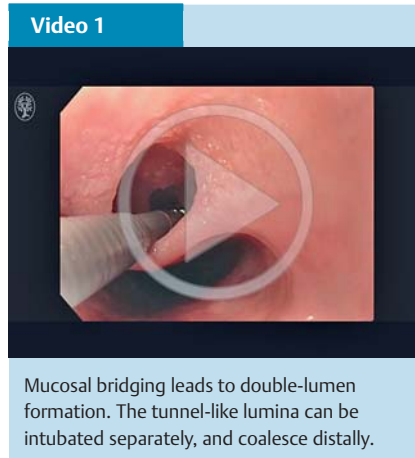 Video 1
Mucosal bridging leads to double-lumen
formation. The tunnel-like lumina can be
intubated separately, and coalesce distally.